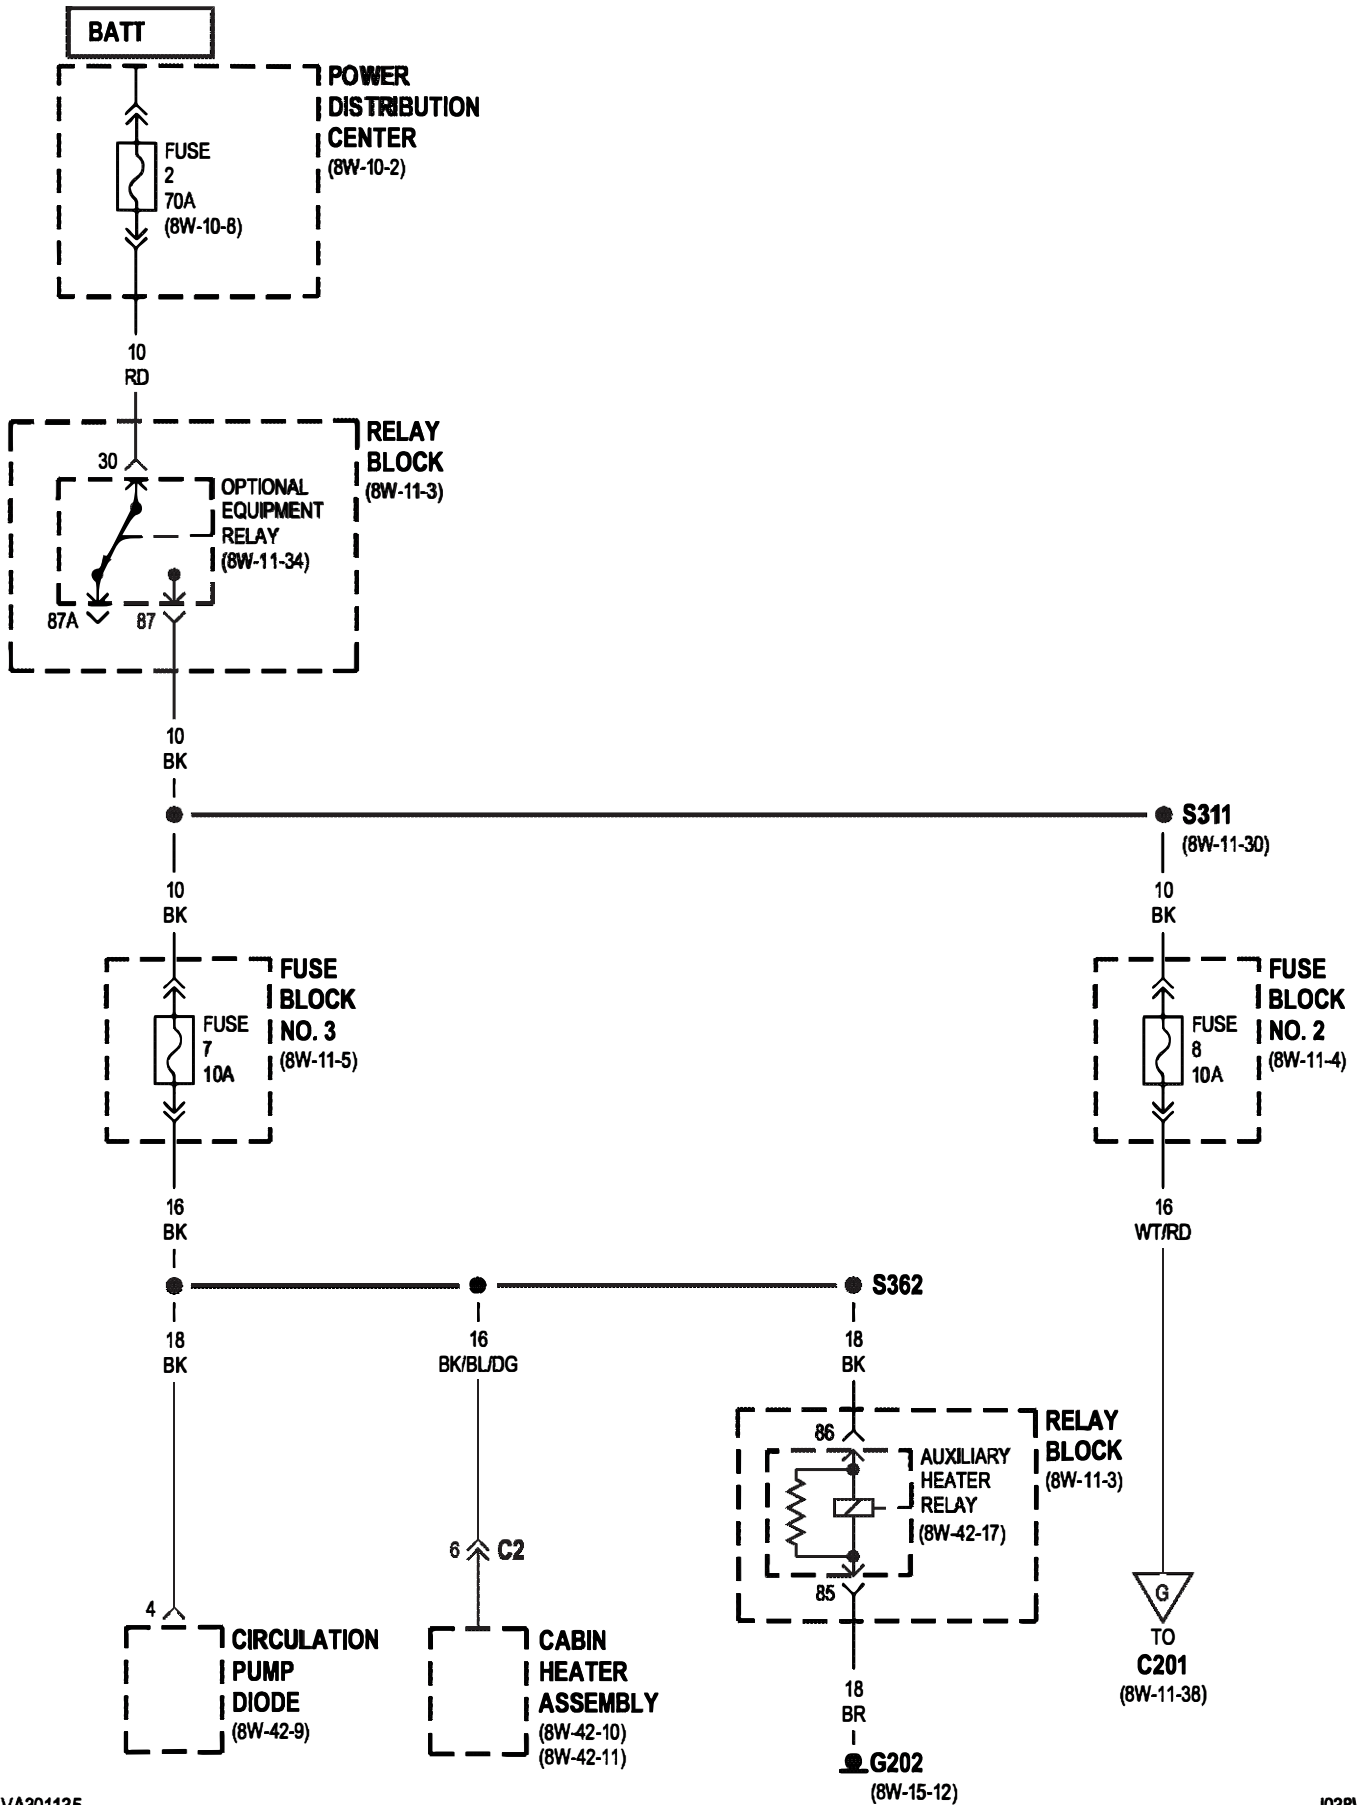 BATT
POWER
DISTRIBUTION
CENTER
(8W-10-2)
FUSE
2
70A
(8W-10-8)
10
RD
RELAY
BLOCK
(8W-11-3)
30
OPTIONAL
EQUIPMENT
RELAY
(8W-11-34)
87A
87
10
BK
S311
(8W-11-30)
10
BK
10
BK
FUSE
BLOCK
NO. 3
(8W-11-5)
FUSE
7
10A
FUSE
BLOCK
NO. 2
(8W-11-4)
FUSE
8
10A
16
BK
16
WT/RD
S362
18
BK
16
BK/BL/DG
18
BK
RELAY
BLOCK
(8W-11-3)
86
AUXILIARY
HEATER
RELAY
(8W-42-17)
85
6
C2
4
CIRCULATION
PUMP
DIODE
(8W-42-9)
CABIN
HEATER
ASSEMBLY
(8W-42-10)
(8W-42-11)
G
TO
C201
(8W-11-38)
18
BR
G202
(8W-15-12)